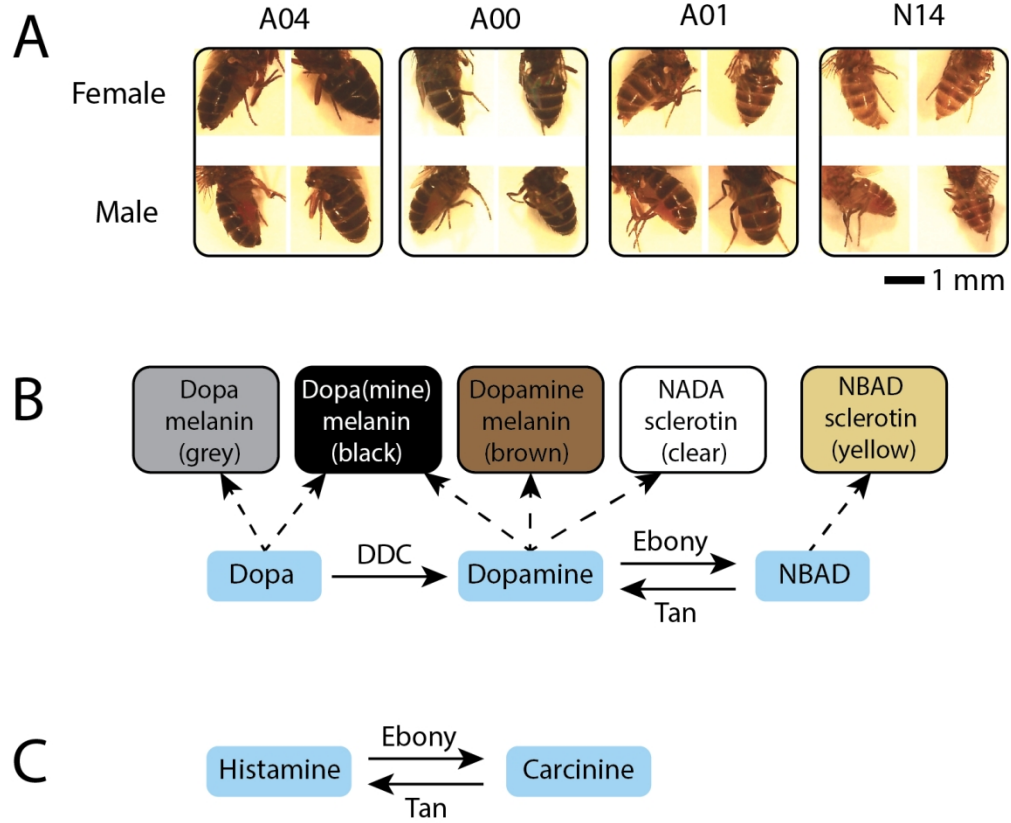 A
A04
A00
A01
N14
Female
Male
1 mm
B
Dopa
melanin
(grey)
Dopa(mine)
melanin
(black)
Dopamine
melanin
(brown)
NADA
sclerotin
(clear)
NBAD
sclerotin
(yellow)
Dopa
DDC
Dopamine
Ebony
Tan
NBAD
C
Histamine
Ebony
Tan
Carcinine